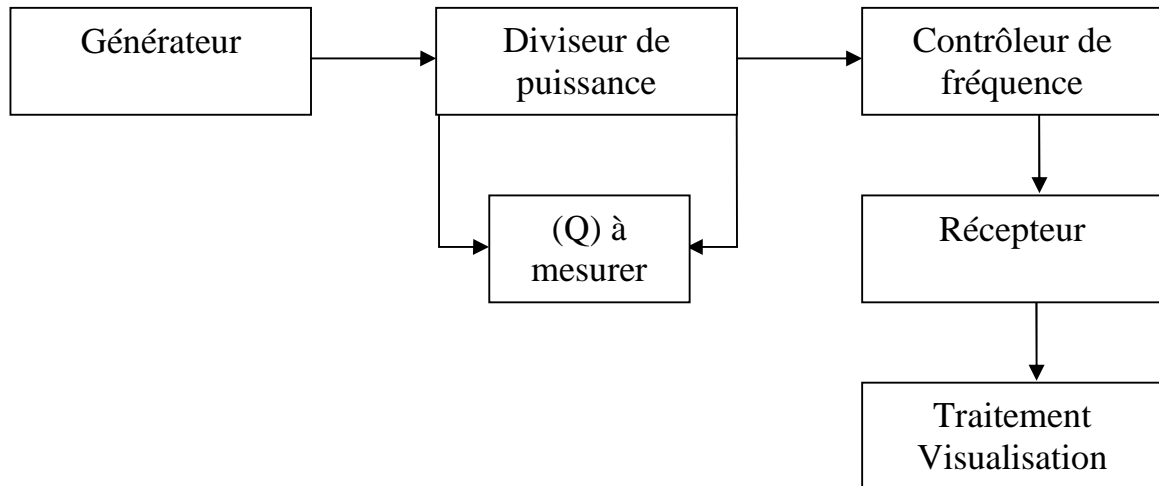 Générateur
Diviseur de
puissance
Contrôleur de
fréquence
(Q) à
mesurer
Récepteur
Traitement
Visualisation